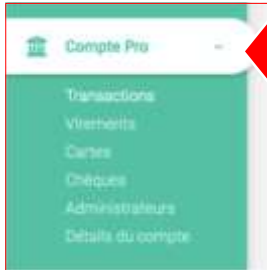 Compte Pro
Transactions
Virements
Cartes
Chèques
Administrateurs
Détails du compte